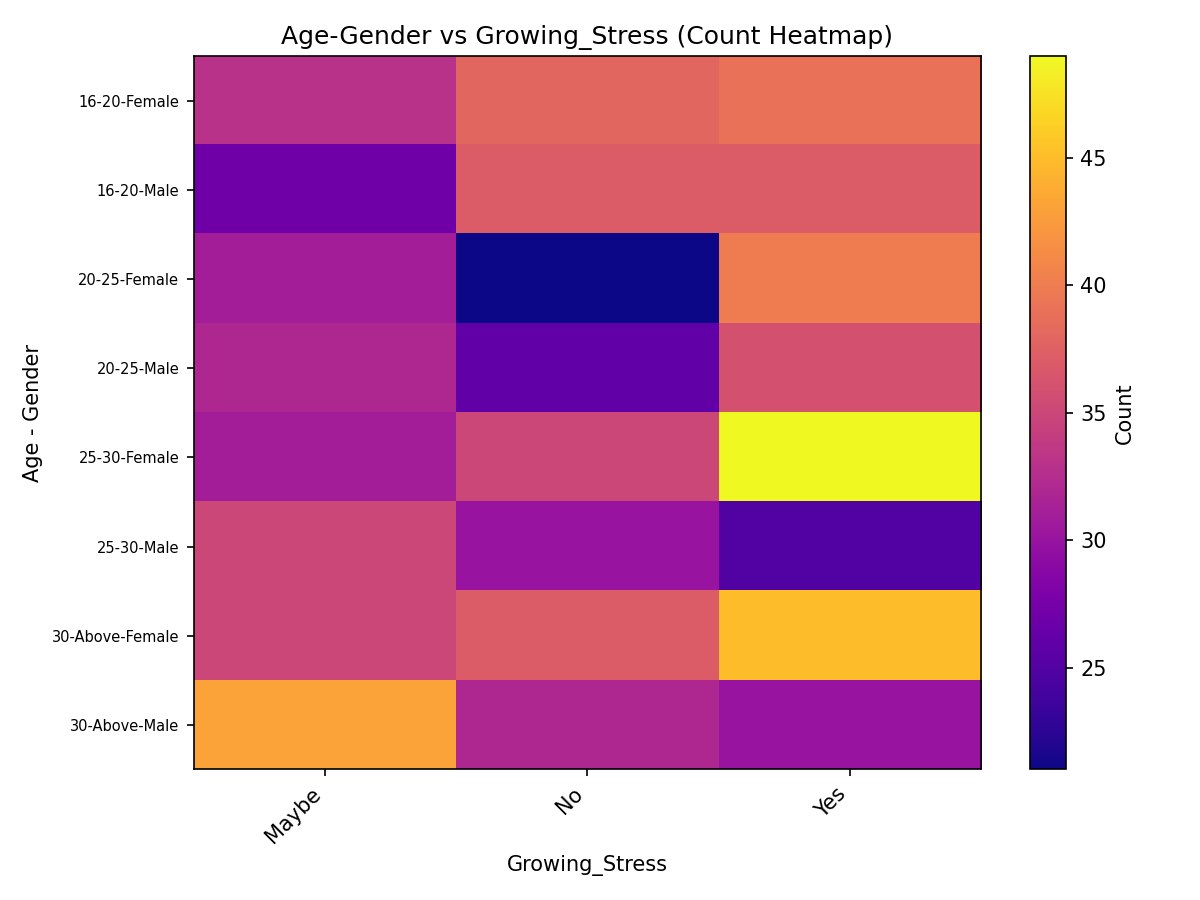 Age-Gender vs Growing_Stress (Count Heatmap)
Age - Gender
16-20-Female
16-20-Male
20-25-Female
20-25-Male
25-30-Female
25-30-Male
30-Above-Female
30-Above-Male
Maybe
No
Yes
Growing_Stress
45
40
35
30
25
Count